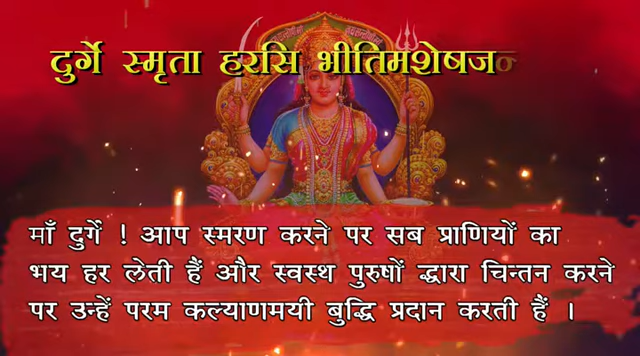 दुर्गे स्मृता हरसि भीतिमशेषजन
माँ दुर्गे ! आप स्मरण करने पर सब प्राणियों का
भय हर लेती हैं और स्वस्थ पुरुषों द्धारा चिन्तन करने
पर उन्हें परम कल्याणमयी बुद्धि प्रदान करती हैं ।